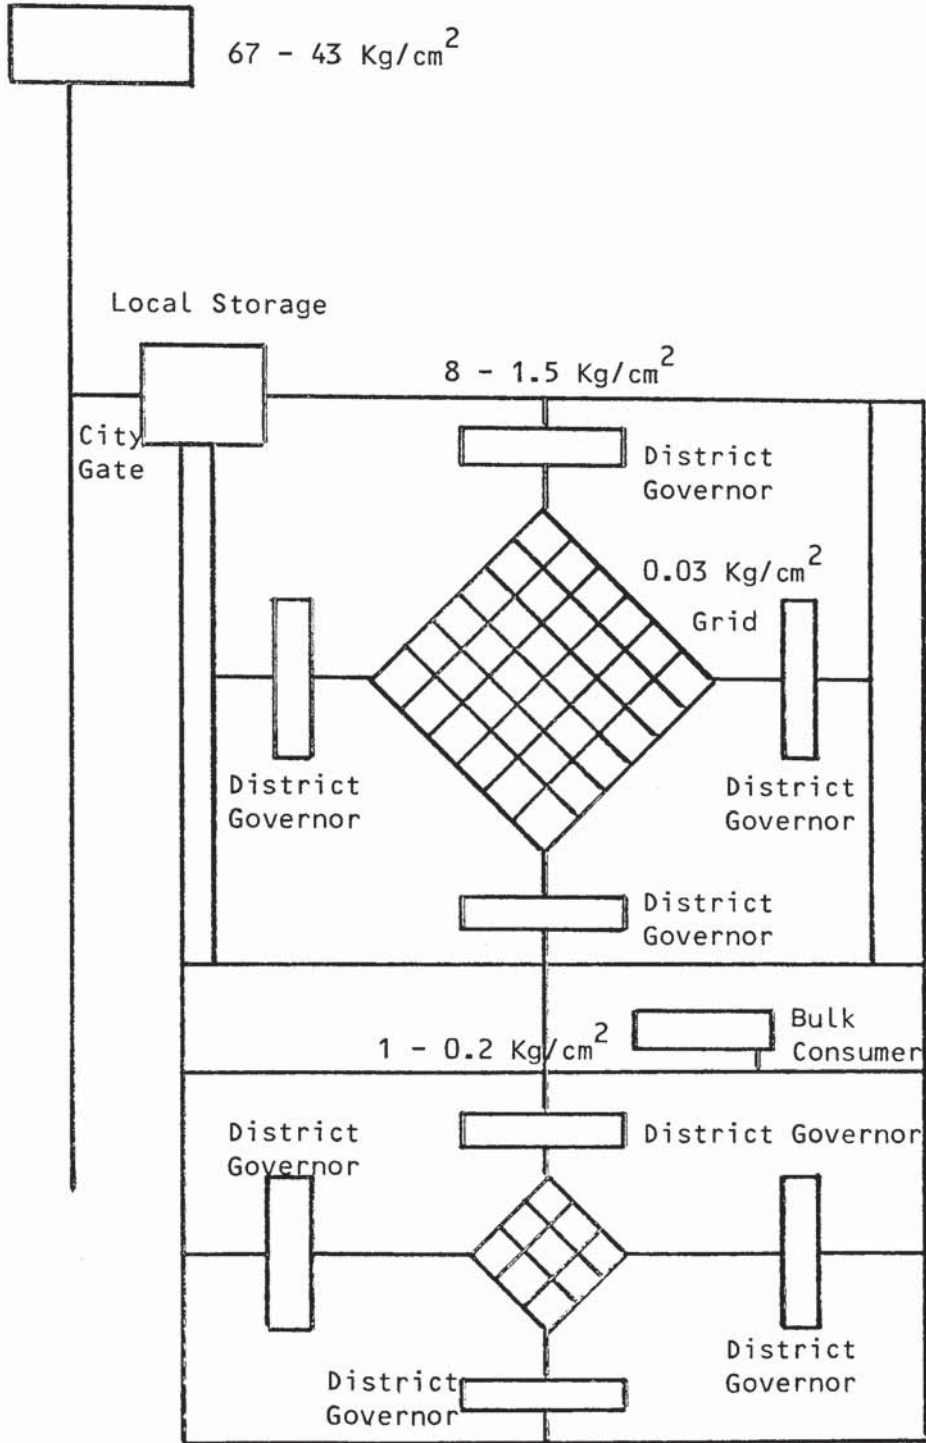 67 - 43 Kg/cm²
Local Storage
8 - 1.5 Kg/cm²
City
Gate
District
Governor
0.03 Kg/cm²
Grid
District
Governor
District
Governor
District
Governor
Bulk
Consumer
1 - 0.2 Kg/cm²
District
Governor
District Governor
District
Governor
District
Governor